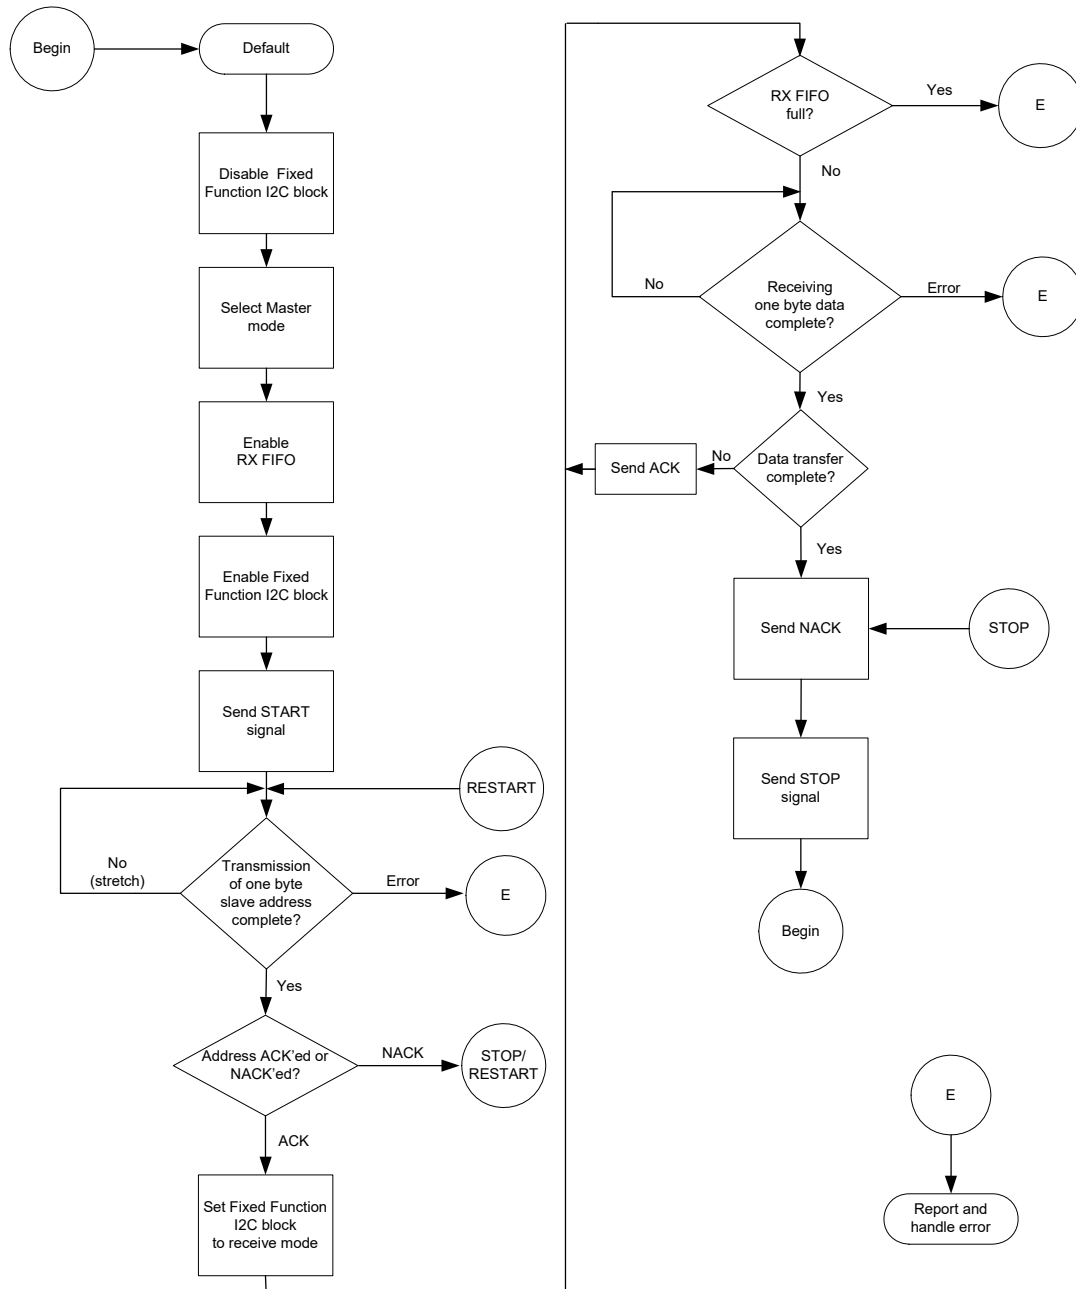 Begin
Default
Disable Fixed
Function I2C block
Select Master
mode
Enable
RX FIFO
Enable Fixed
Function I2C block
Send START
signal
RESTART
No
(stretch)
Transmission
of one byte
slave address
complete?
Error
E
Yes
Address ACK'ed or
NACK'ed?
NACK
STOP/
RESTART
ACK
Set Fixed Function
I2C block
to receive mode
RX FIFO
full?
Yes
E
No
No
Receiving
one byte data
complete?
Error
E
Yes
Send ACK
No
Data transfer
complete?
Yes
Send NACK
STOP
Send STOP
signal
Begin
E
Report and
handle error